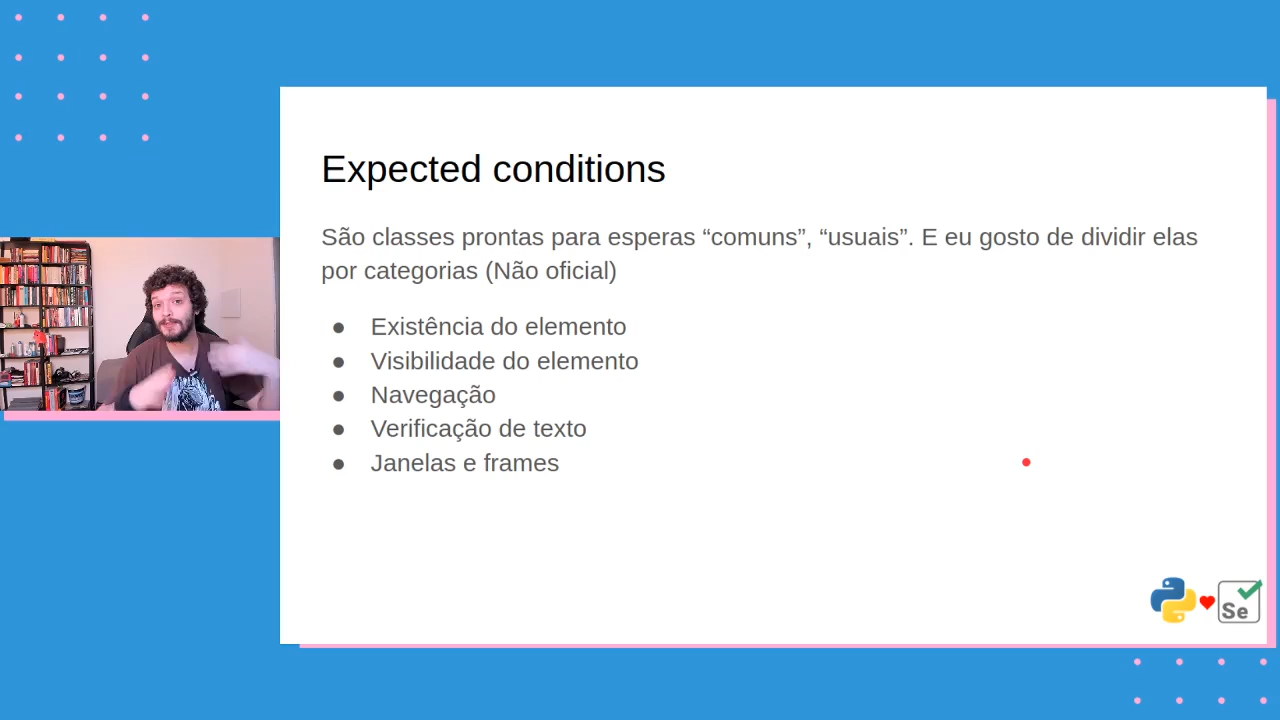 Expected conditions
São classes prontas para esperas “comuns”, “usuais”. E eu gosto de dividir elas
por categorias (Não oficial)
● Existência do elemento
● Visibilidade do elemento
● Navegação
● Verificação de texto
● Janelas e frames
Se